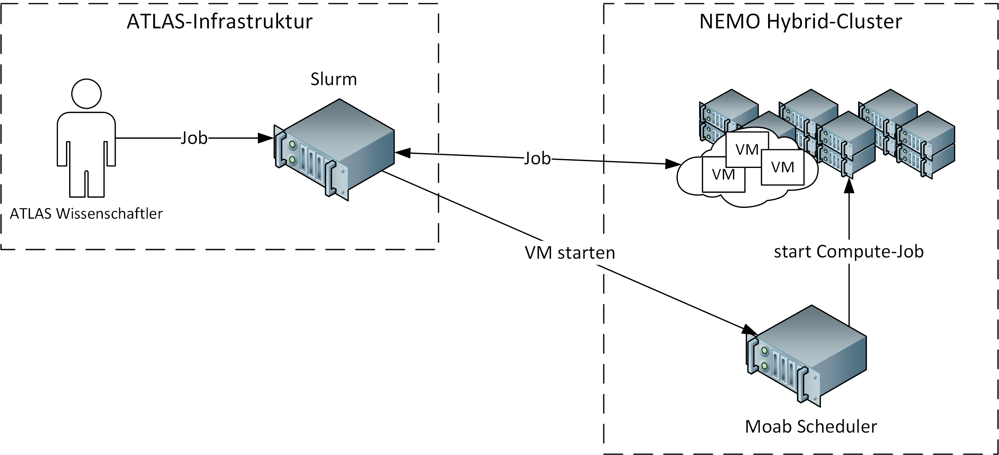 ATLAS-Infrastruktur
NEMO Hybrid-Cluster
Slurm
Job
Job
VM
VM
VM
ATLAS Wissenschaftler
VM starten
start Compute-Job
Moab Scheduler